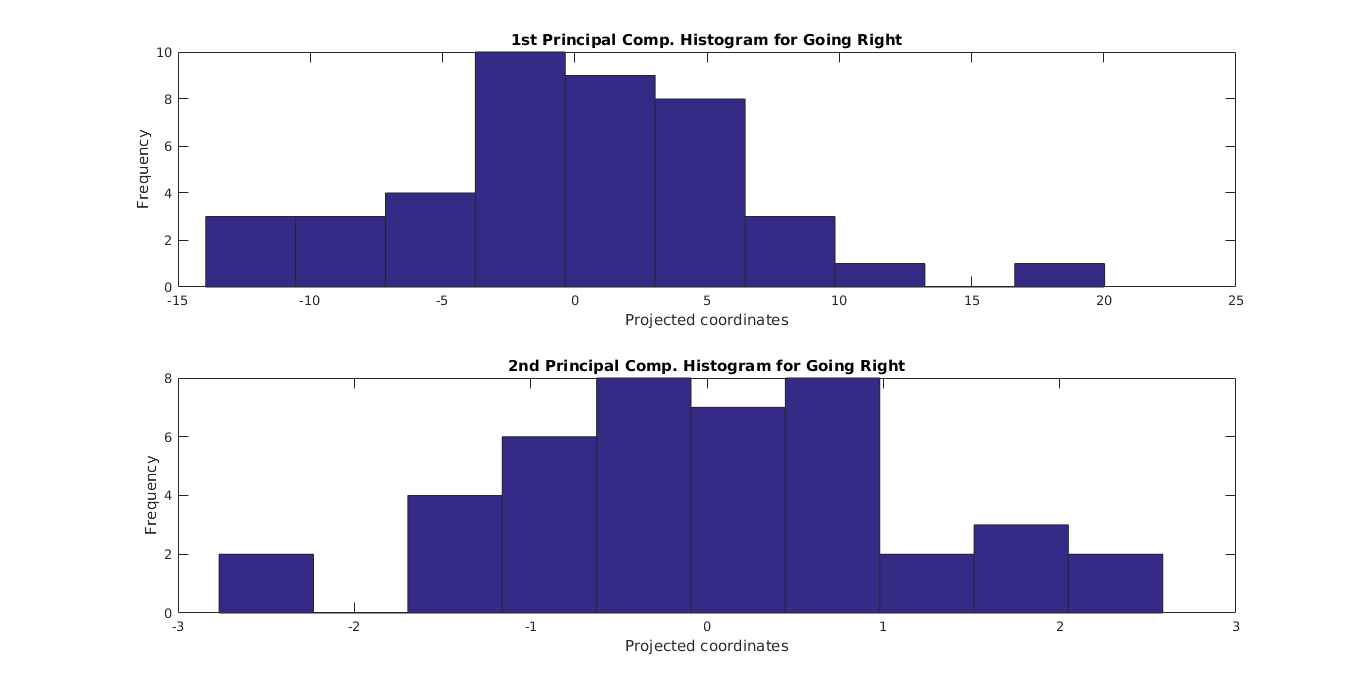 1st Principal Comp. Histogram for Going Right
10
8
6
4
2
0
Frequency
-15 -10 -5 0 5 10 15 20 25
Projected coordinates
2nd Principal Comp. Histogram for Going Right
8
6
4
2
0
Frequency
-3 -2 -1 0 1 2 3
Projected coordinates